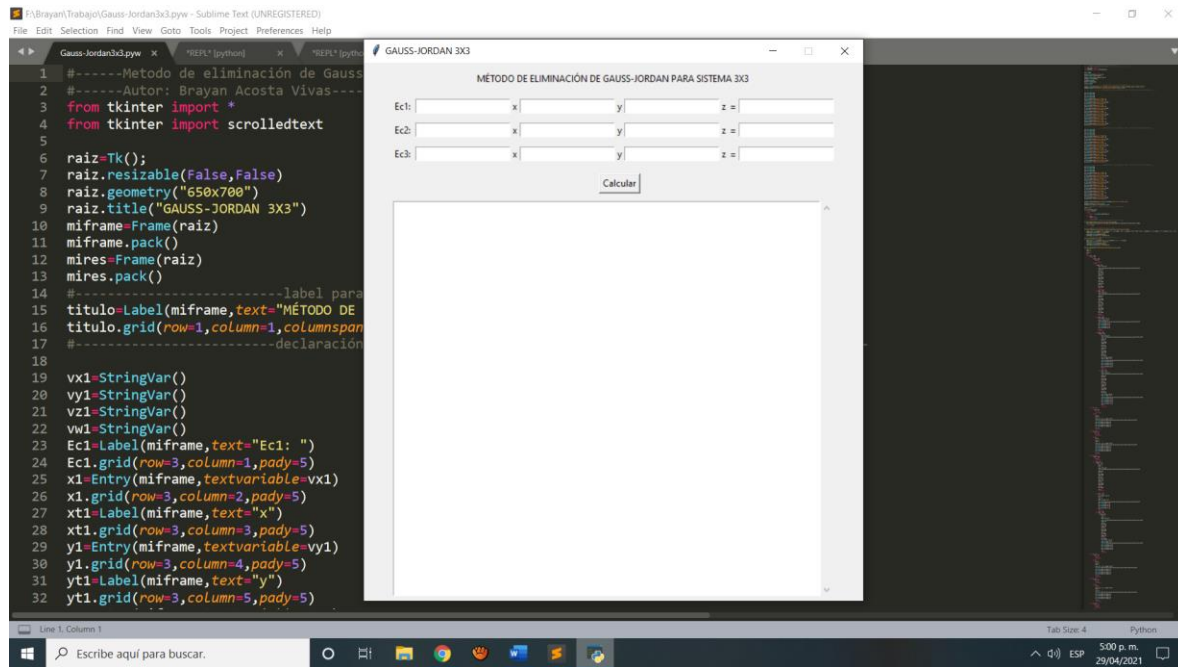 F:\Brayan\Trabajo\Gauss-Jordan3x3.pyw - Sublime Text (UNREGISTERED)
File Edit Selection Find View Goto Tools Project Preferences Help
Gauss-Jordan3x3.pyw × *REPL* [python] × *REPL* [pytho
1 #------Metodo de eliminación de Gauss
2 #------Autor: Brayan Acosta Vivas----
3 from tkinter import *
4 from tkinter import scrolledtext
5
6 raiz=Tk();
7 raiz.resizable(False,False)
8 raiz.geometry("650x700")
9 raiz.title("GAUSS-JORDAN 3X3")
10 miframe=Frame(raiz)
11 miframe.pack()
12 mires=Frame(raiz)
13 mires.pack()
14 #--------------------------label para
15 titulo=Label(miframe,text="MÉTODO DE
16 titulo.grid(row=1,column=1,columnspan
17 #-------------------------declaración
18
19 vx1=StringVar()
20 vy1=StringVar()
21 vz1=StringVar()
22 vw1=StringVar()
23 Ec1=Label(miframe,text="Ec1: ")
24 Ec1.grid(row=3,column=1,pady=5)
25 x1=Entry(miframe,textvariable=vx1)
26 x1.grid(row=3,column=2,pady=5)
27 xt1=Label(miframe,text="x")
28 xt1.grid(row=3,column=3,pady=5)
29 y1=Entry(miframe,textvariable=vy1)
30 y1.grid(row=3,column=4,pady=5)
31 yt1=Label(miframe,text="y")
32 yt1.grid(row=3,column=5,pady=5)
GAUSS-JORDAN 3X3
MÉTODO DE ELIMINACIÓN DE GAUSS-JORDAN PARA SISTEMA 3X3
Ec1: x y z =
Ec2: x y z =
Ec3: x y z =
Calcular
Line 1, Column 1 Tab Size: 4 Python
Escribe aquí para buscar.
ESP
5:00 p. m.
29/04/2021